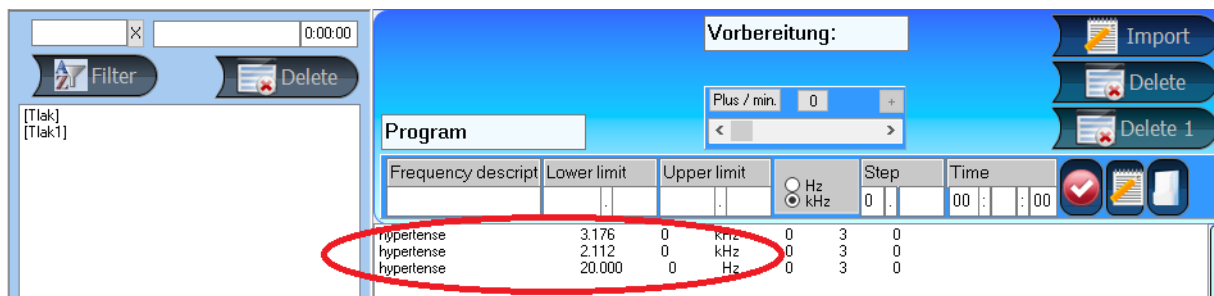 X 0:00:00
Filter Delete
[Tlak]
[Tlak1]
Vorbereitung:
Plus / min. 0 +
< >
Program
Import
Delete
Delete 1
Frequency descript Lower limit Upper limit Hz kHz Step Time
. . 0 . 00 : : 00
hypertense 3.176 0 kHz 0 3 0
hypertense 2.112 0 kHz 0 3 0
hypertense 20.000 0 Hz 0 3 0